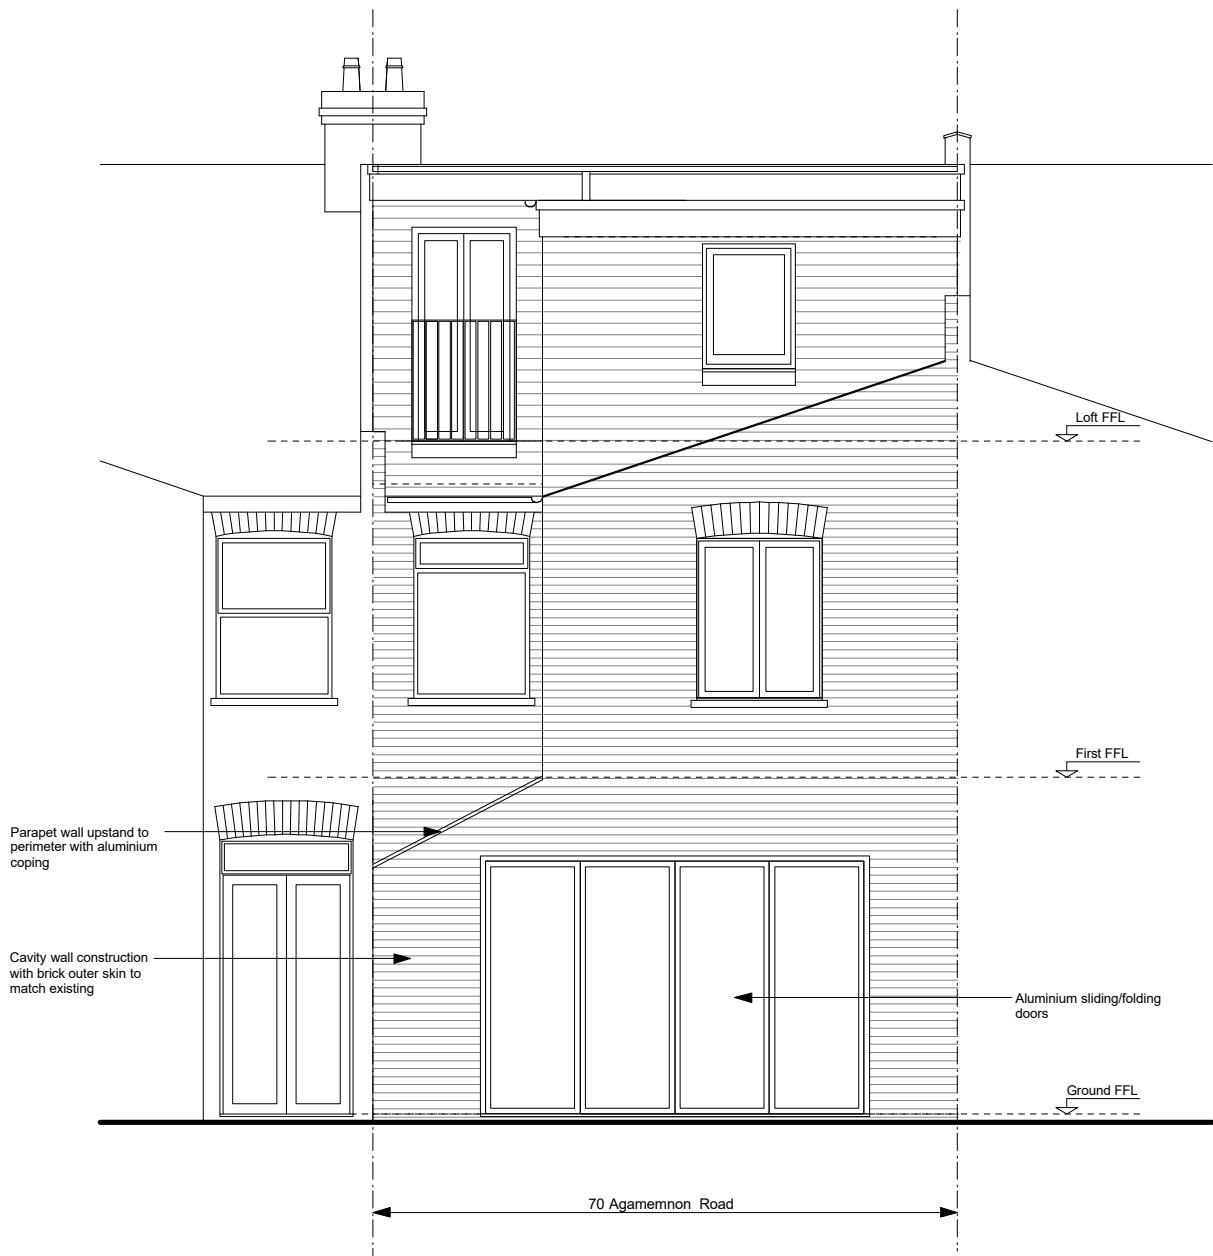 Loft FFL
First FFL
Parapet wall upstand to
perimeter with aluminium
coping
Cavity wall construction
with brick outer skin to
match existing
Aluminium sliding/folding
doors
Ground FFL
70 Agamemnon Road